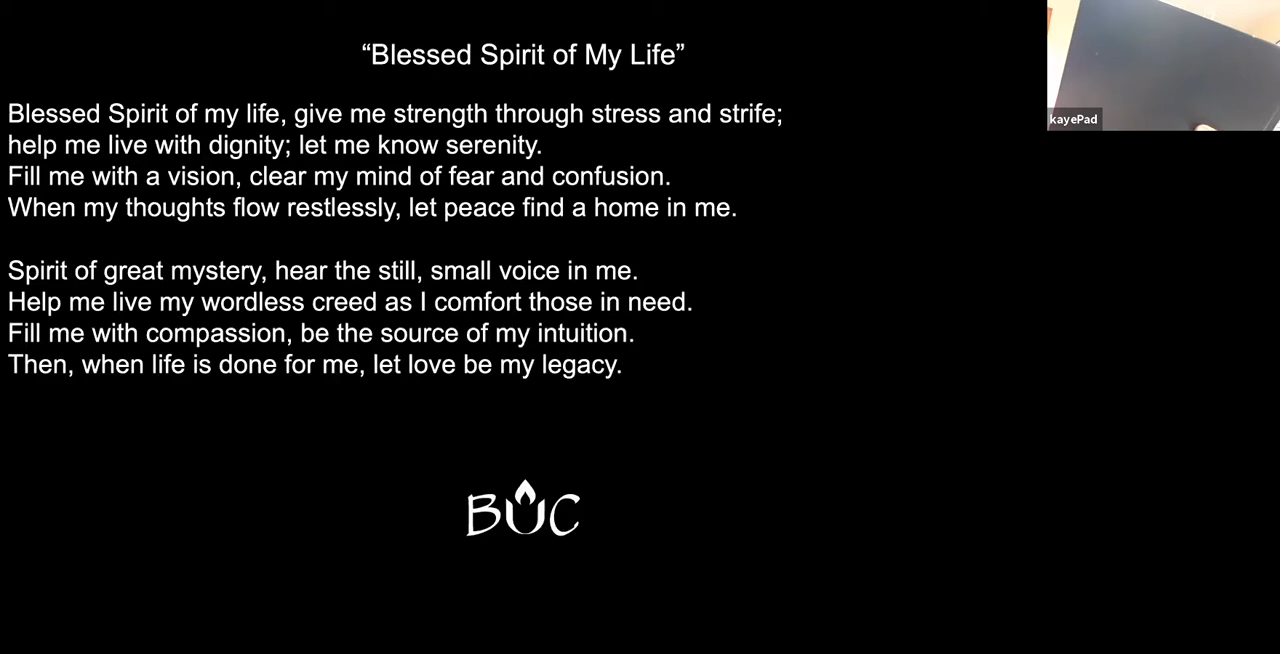 “Blessed Spirit of My Life”
Blessed Spirit of my life, give me strength through stress and strife;
help me live with dignity; let me know serenity.
Fill me with a vision, clear my mind of fear and confusion.
When my thoughts flow restlessly, let peace find a home in me.
Spirit of great mystery, hear the still, small voice in me.
Help me live my wordless creed as I comfort those in need.
Fill me with compassion, be the source of my intuition.
Then, when life is done for me, let love be my legacy.
BUC
kayePad